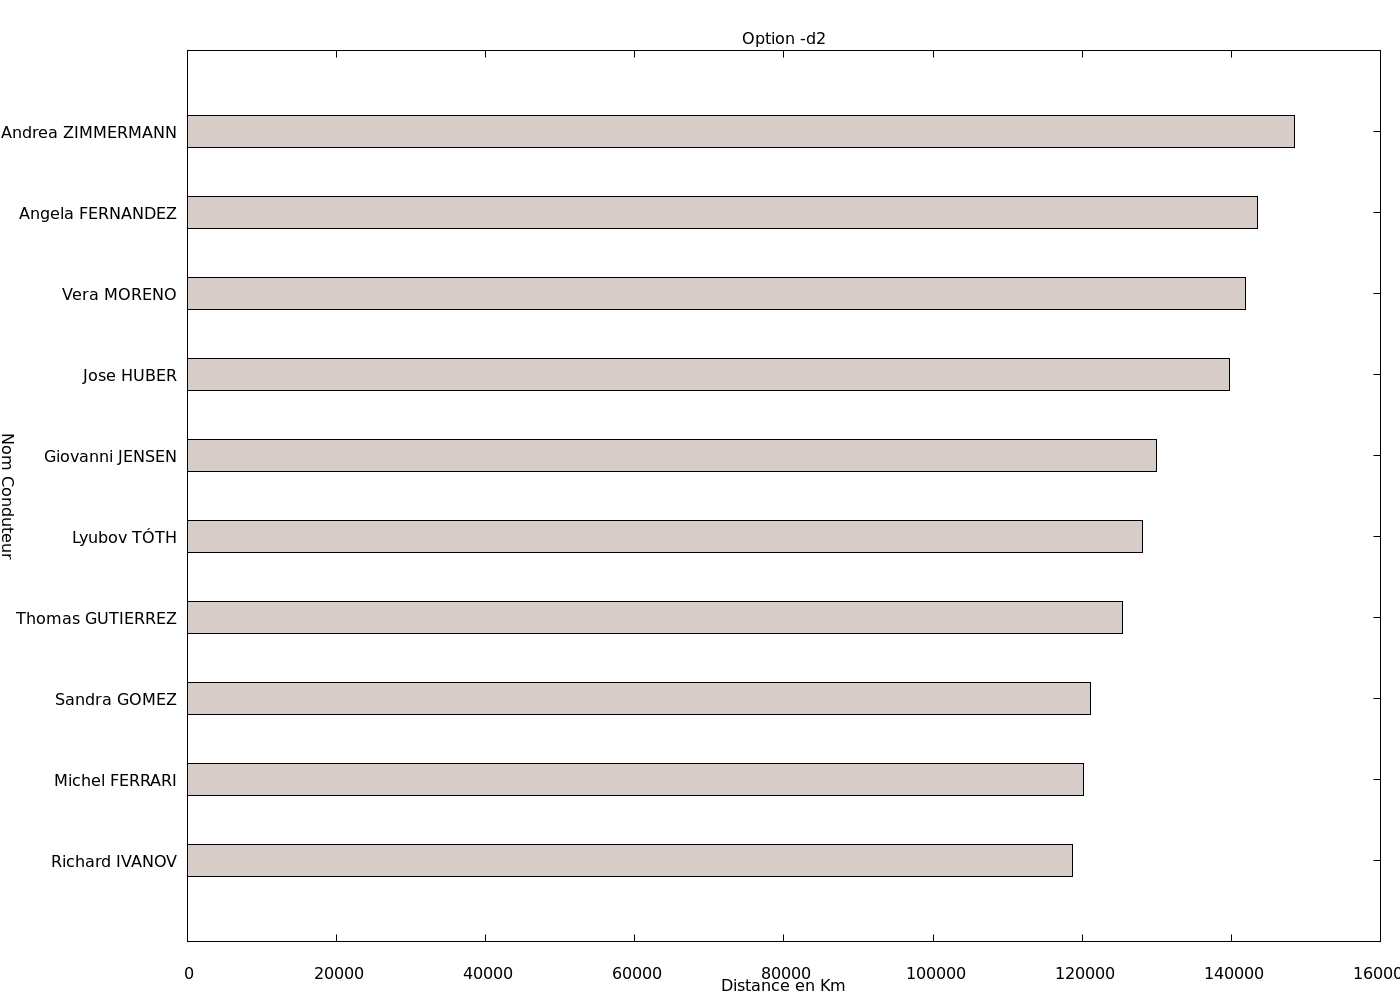 Option -d2
Andrea ZIMMERMANN
Angela FERNANDEZ
Vera MORENO
Jose HUBER
Giovanni JENSEN
Lyubov TÓTH
Thomas GUTIERREZ
Sandra GOMEZ
Michel FERRARI
Richard IVANOV
Nom Conduteur
0 20000 40000 60000 80000 100000 120000 140000 16000
Distance en Km